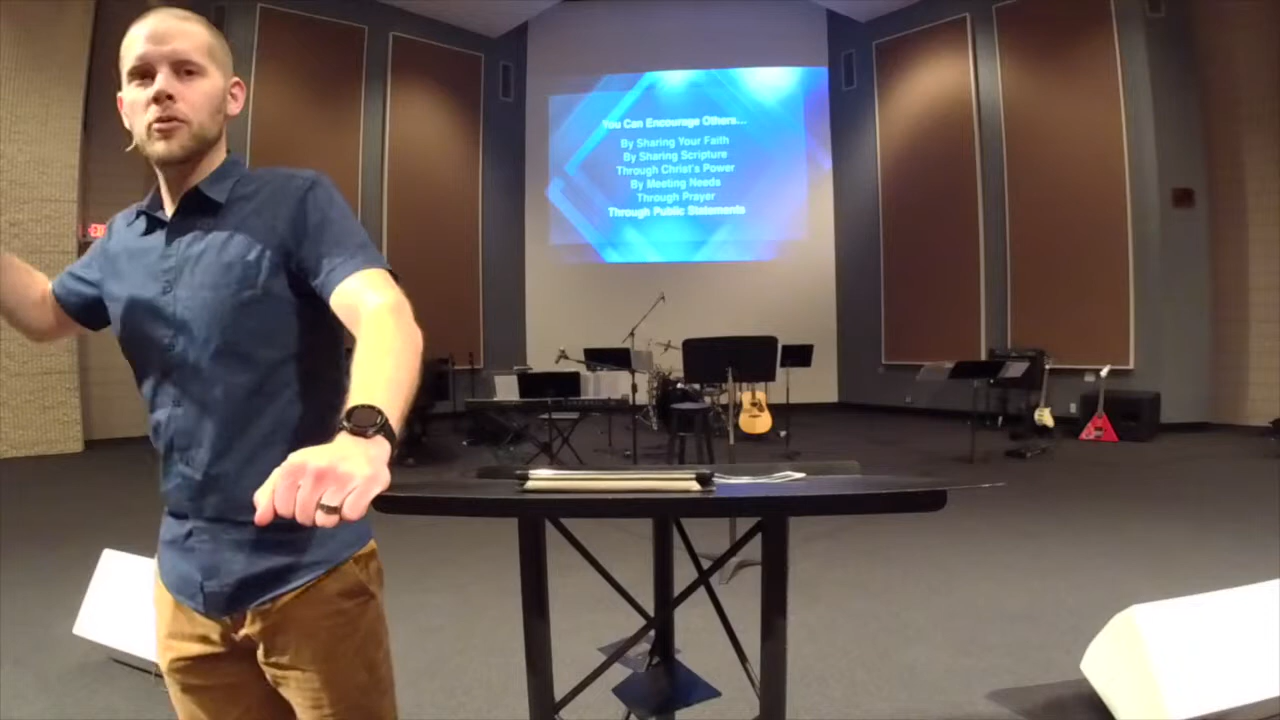 You Can Encourage Others...
By Sharing Your Faith
By Sharing Scripture
Through Christ's Power
By Meeting Needs
Through Prayer
Through Public Statements
EXIT